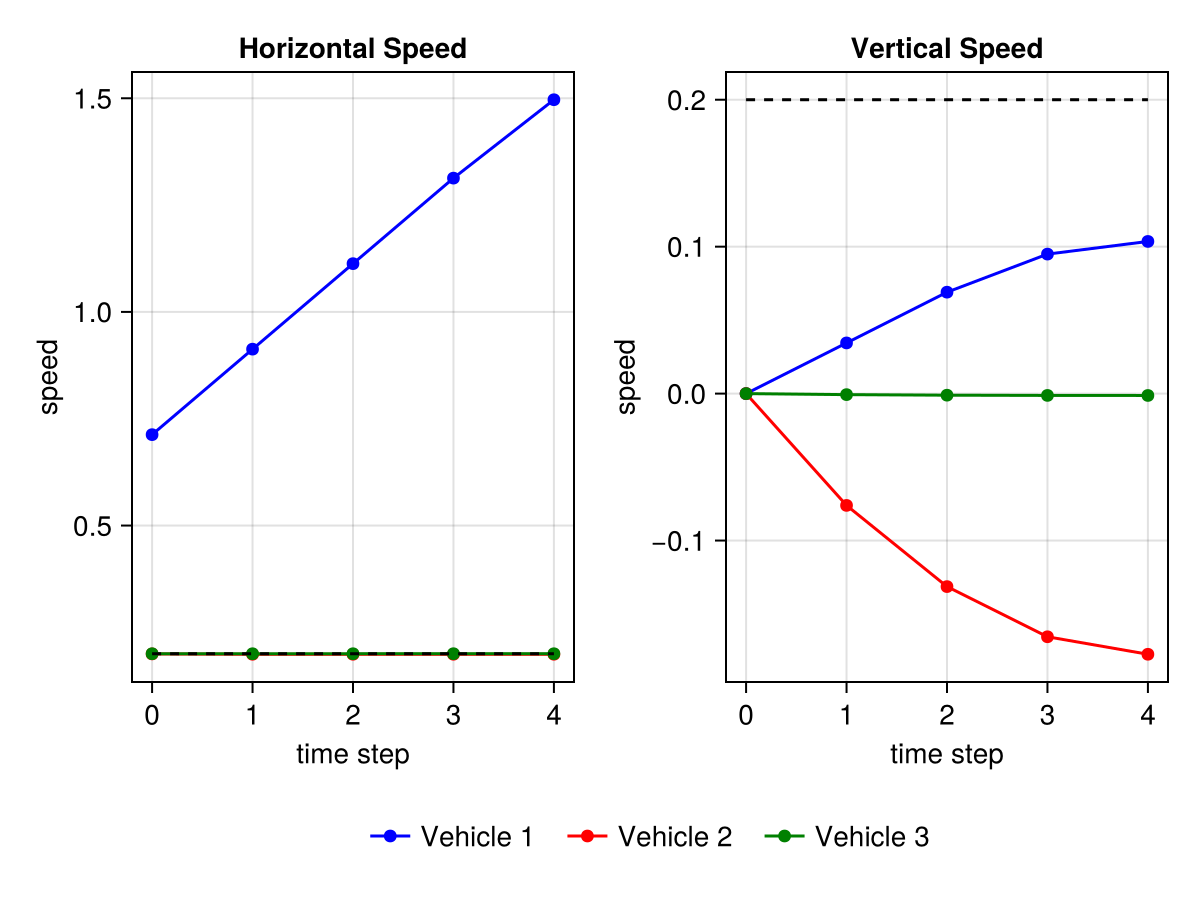 Horizontal Speed
speed
1.5
1.0
0.5
0 1 2 3 4
time step
Vertical Speed
speed
0.2
0.1
0.0
−0.1
0 1 2 3 4
time step
Vehicle 1 Vehicle 2 Vehicle 3